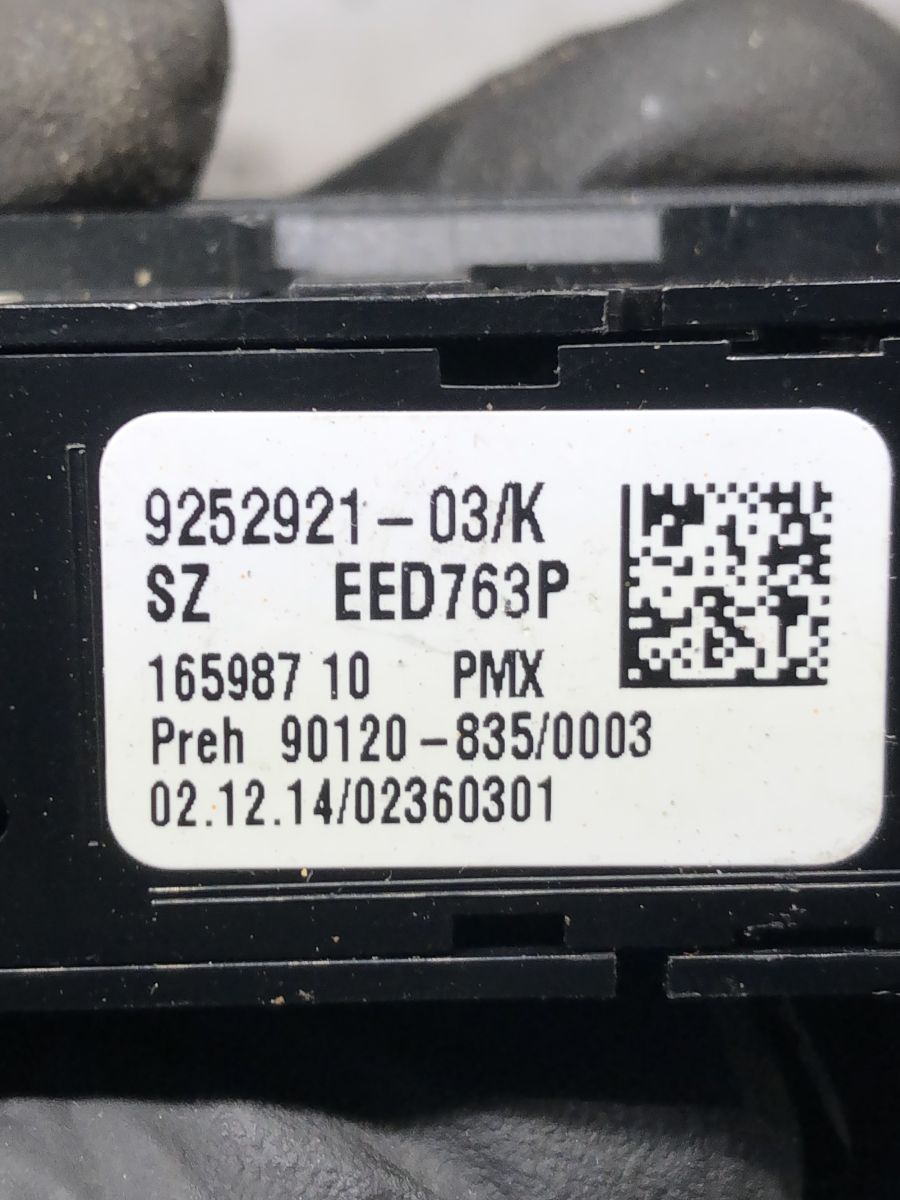 9252921-03/K
SZ EED763P
165987 10 PMX
Preh 90120-835/0003
02.12.14/02360301